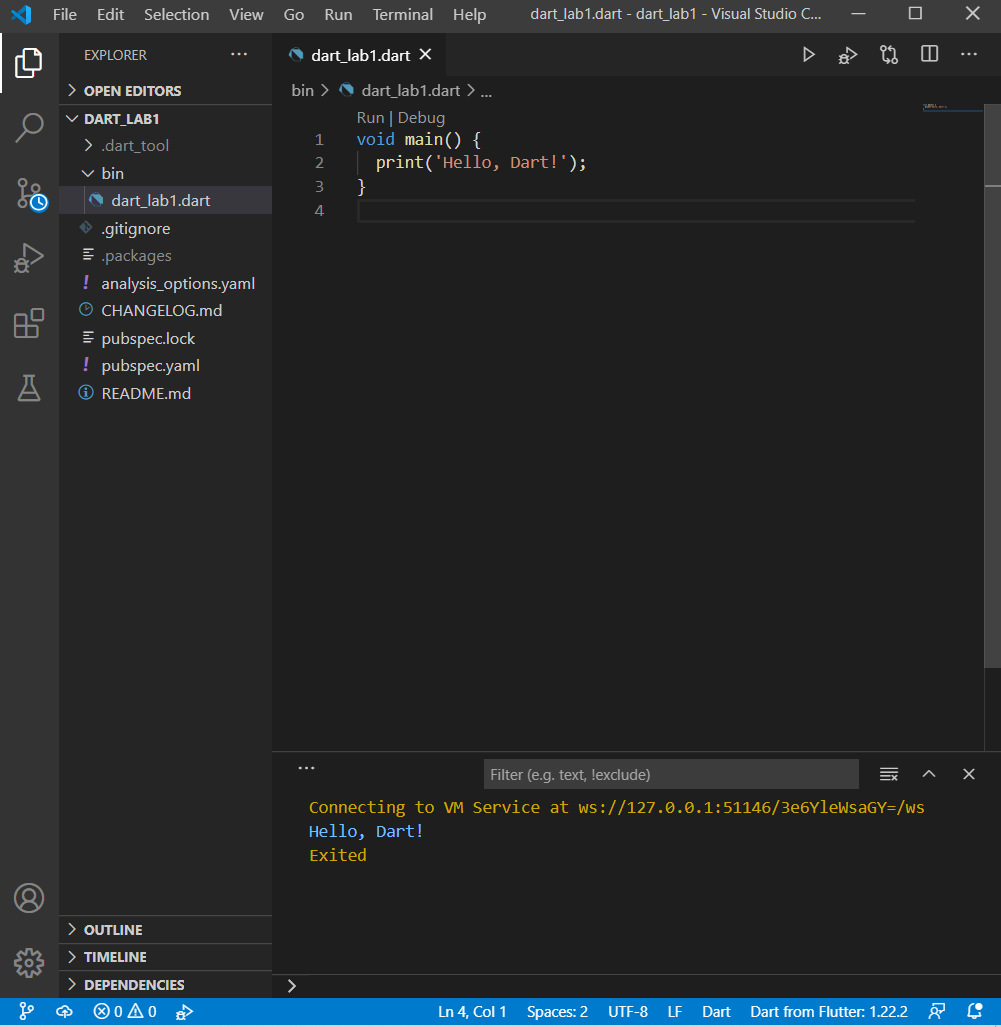 File Edit Selection View Go Run Terminal Help dart_lab1.dart - dart_lab1 - Visual Studio C...
EXPLORER
OPEN EDITORS
DART_LAB1
.dart_tool
bin
dart_lab1.dart
.gitignore
.packages
analysis_options.yaml
CHANGELOG.md
pubspec.lock
pubspec.yaml
README.md
OUTLINE
TIMELINE
DEPENDENCIES
dart_lab1.dart
bin > dart_lab1.dart > ...
Run | Debug
1 void main() {
2 print('Hello, Dart!');
3 }
4
Filter (e.g. text, !exclude)
Connecting to VM Service at ws://127.0.0.1:51146/3e6YleWsaGY=/ws
Hello, Dart!
Exited
0 0 Ln 4, Col 1 Spaces: 2 UTF-8 LF Dart Dart from Flutter: 1.22.2